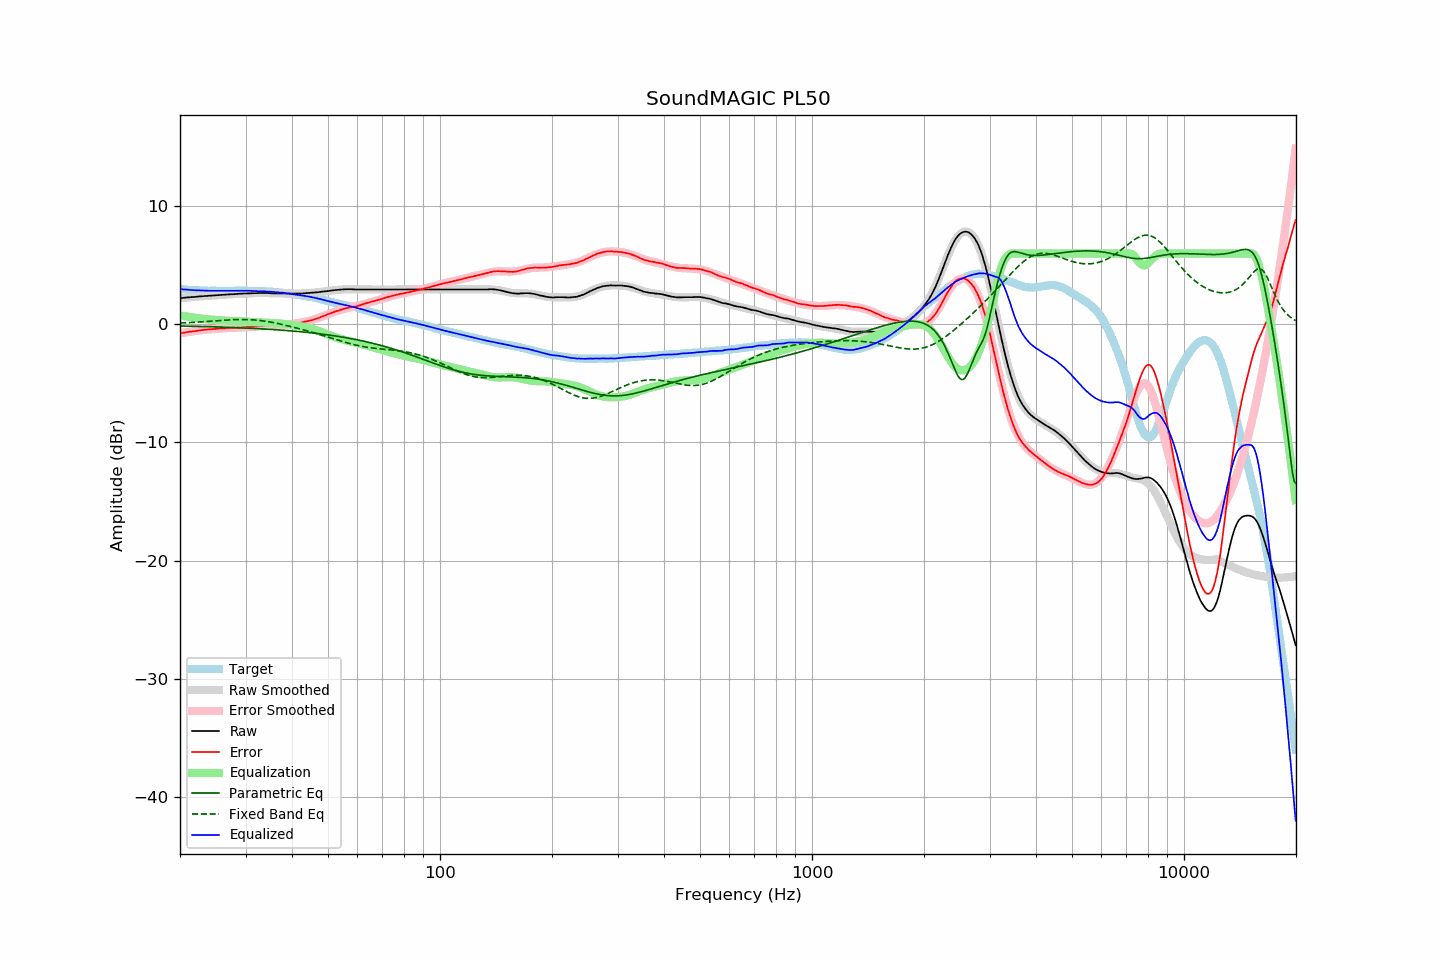 SoundMAGIC PL50
Amplitude (dBr)
10
0
−10
−20
−30
−40
Target
Raw Smoothed
Error Smoothed
Raw
Error
Equalization
Parametric Eq
Fixed Band Eq
Equalized
100
1000
10000
Frequency (Hz)